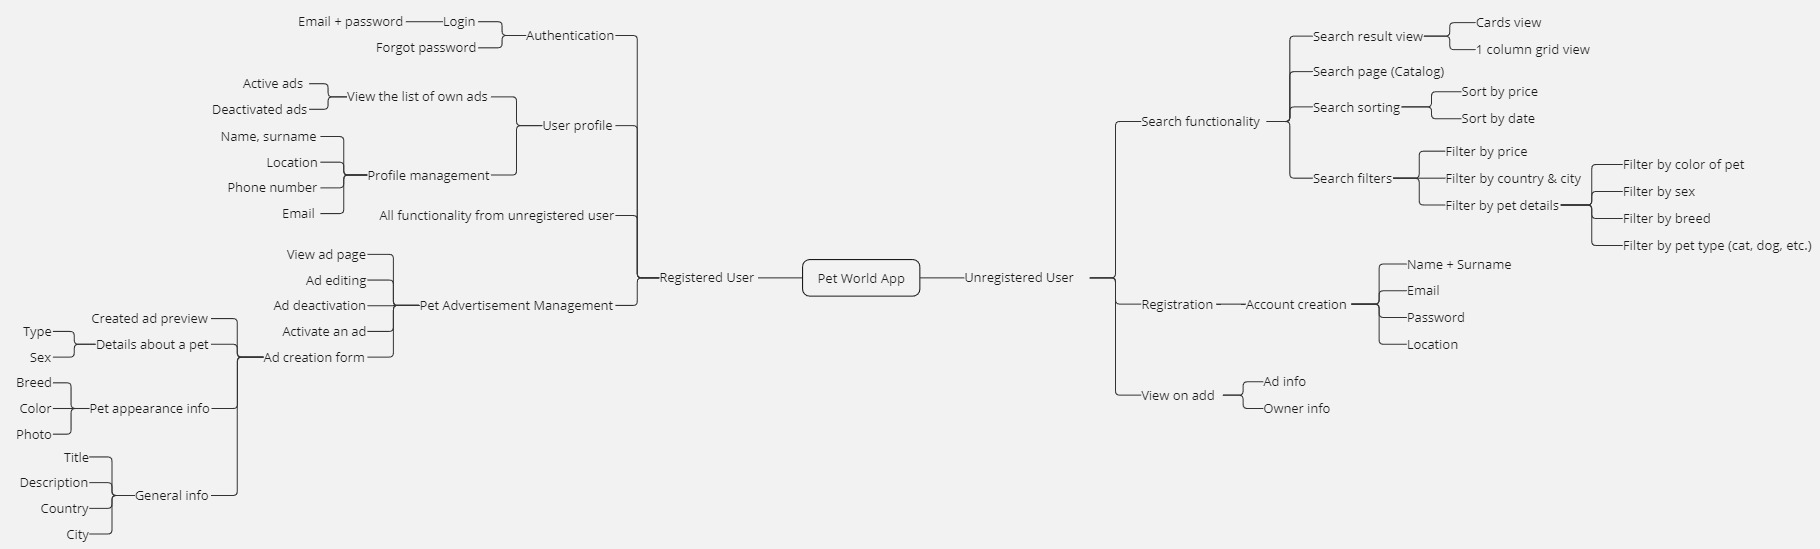 Pet World App
Registered User
Authentication
Login
Email + password
Forgot password
User profile
View the list of own ads
Active ads
Deactivated ads
Profile management
Name, surname
Location
Phone number
Email
All functionality from unregistered user
Pet Advertisement Management
View ad page
Ad editing
Ad deactivation
Activate an ad
Ad creation form
Created ad preview
Details about a pet
Type
Sex
Pet appearance info
Breed
Color
Photo
General info
Title
Description
Country
City
Unregistered User
Search functionality
Search result view
Cards view
1 column grid view
Search page (Catalog)
Search sorting
Sort by price
Sort by date
Search filters
Filter by price
Filter by country & city
Filter by pet details
Filter by color of pet
Filter by sex
Filter by breed
Filter by pet type (cat, dog, etc.)
Registration
Account creation
Name + Surname
Email
Password
Location
View on add
Ad info
Owner info